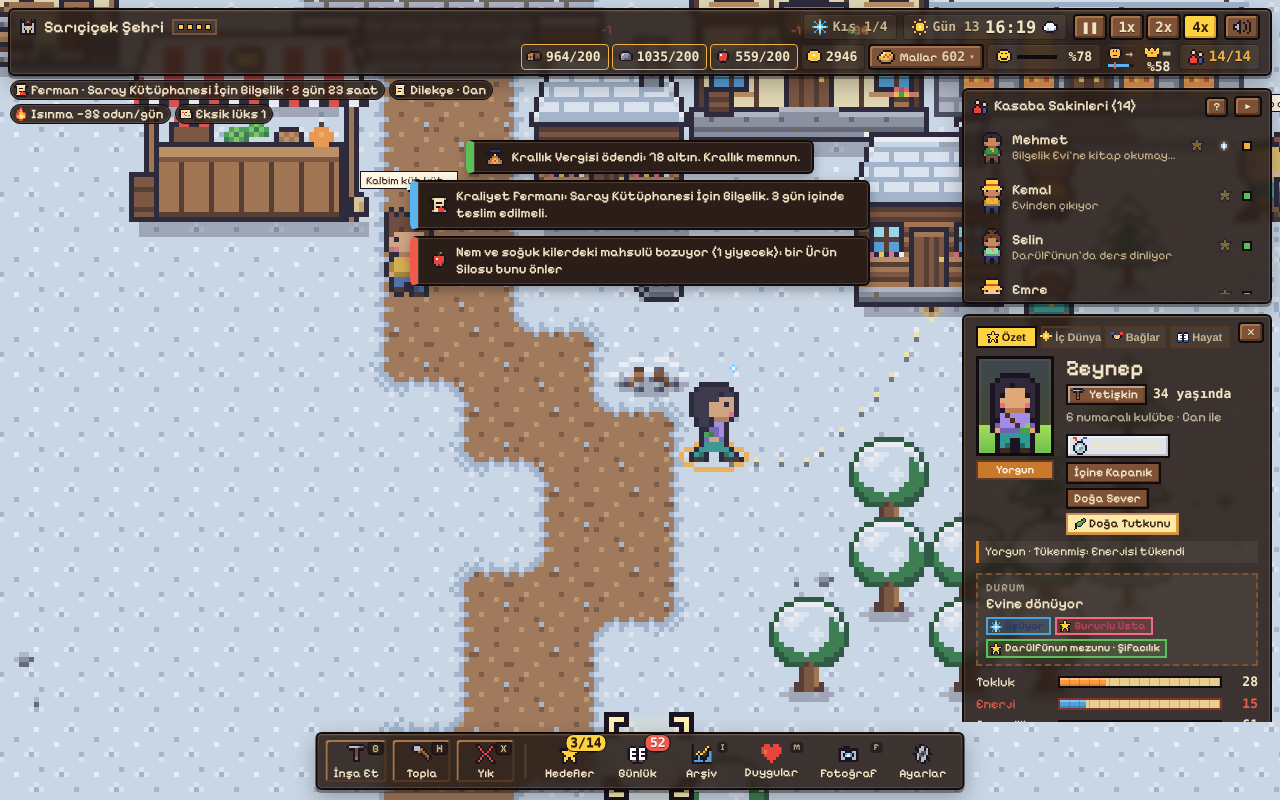 Sarıçiçek Şehri
Kış 1/4
Gün 13 16:19
1x
2x
4x
964/200
1035/200
559/200
2946
Mallar 602
%78
%58
14/14
Ferman · Saray Kütüphanesi İçin Bilgelik · 2 gün 23 saat
Dilekçe · Can
Isınma -38 odun/gün
Eksik lüks 1
Krallık Vergisi ödendi: 78 altın. Krallık memnun.
Kraliyet Fermanı: Saray Kütüphanesi İçin Bilgelik. 3 gün içinde
teslim edilmeli.
Nem ve soğuk kilerdeki mahsulü bozuyor (1 yiyecek): bir Ürün
Silosu bunu önler
Kalbim küt
Kasaba Sakinleri (14)
?
Mehmet
Bilgelik Evi'ne kitap okumay...
Kemal
Evinden çıkıyor
Selin
Darülfünun'da ders dinliyor
Emre
Özet
İç Dünya
Bağlar
Hayat
Zeynep
Yetişkin
34 yaşında
6 numaralı kulübe · Can ile
Yorgun
İçine Kapanık
Doğa Sever
Doğa Tutkunu
Yorgun · Tükenmiş: Enerjisi tükendi
DURUM
Evine dönüyor
Üşüyor
Gururlu Usta
Darülfünun mezunu · Şifacılık
Tokluk 28
Enerji 15
İnşa Et
G
Topla
H
Yık
X
Hedefler
3/14
Günlük
52
Arşiv
I
Duygular
M
Fotoğraf
F
Ayarlar